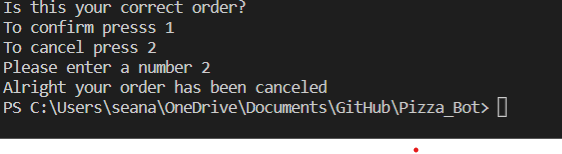 Is this your correct order?
To confirm presss 1
To cancel press 2
Please enter a number 2
Alright your order has been canceled
PS C:\Users\seana\OneDrive\Documents\GitHub\Pizza_Bot>